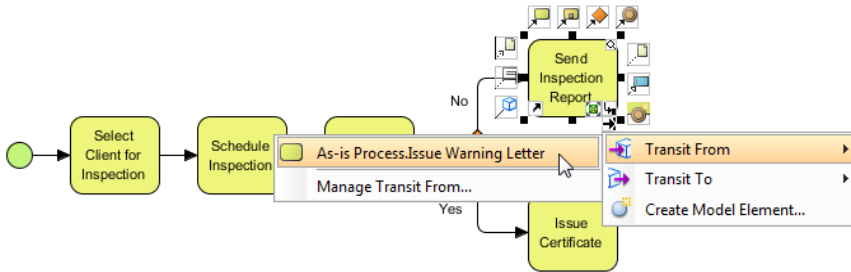 Send
Inspection
Report
No
Select
Client for
Inspection
Schedule
Inspection
As-is Process.Issue Warning Letter
Manage Transit From...
Transit From
Transit To
Create Model Element...
Yes
Issue
Certificate